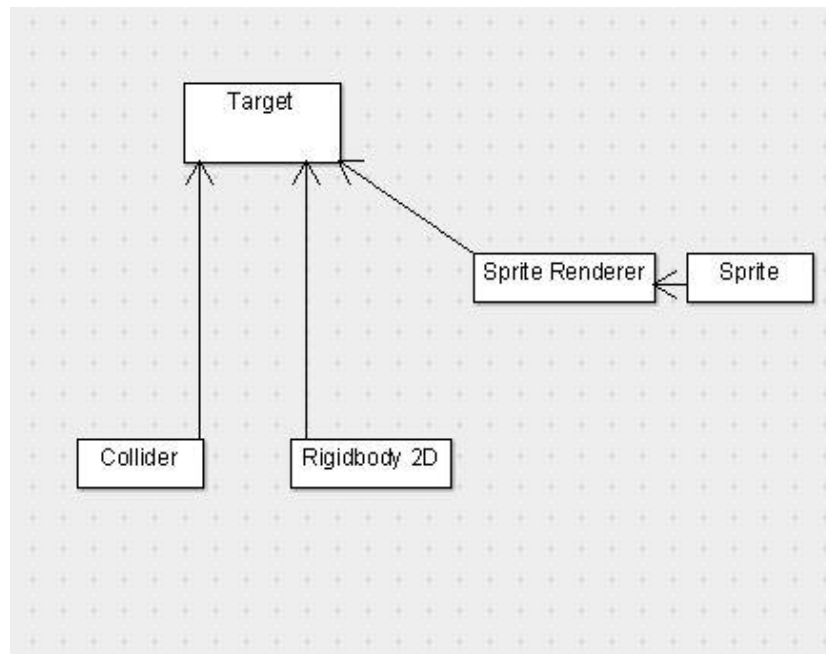 Target
Sprite Renderer
Sprite
Collider
Rigidbody 2D